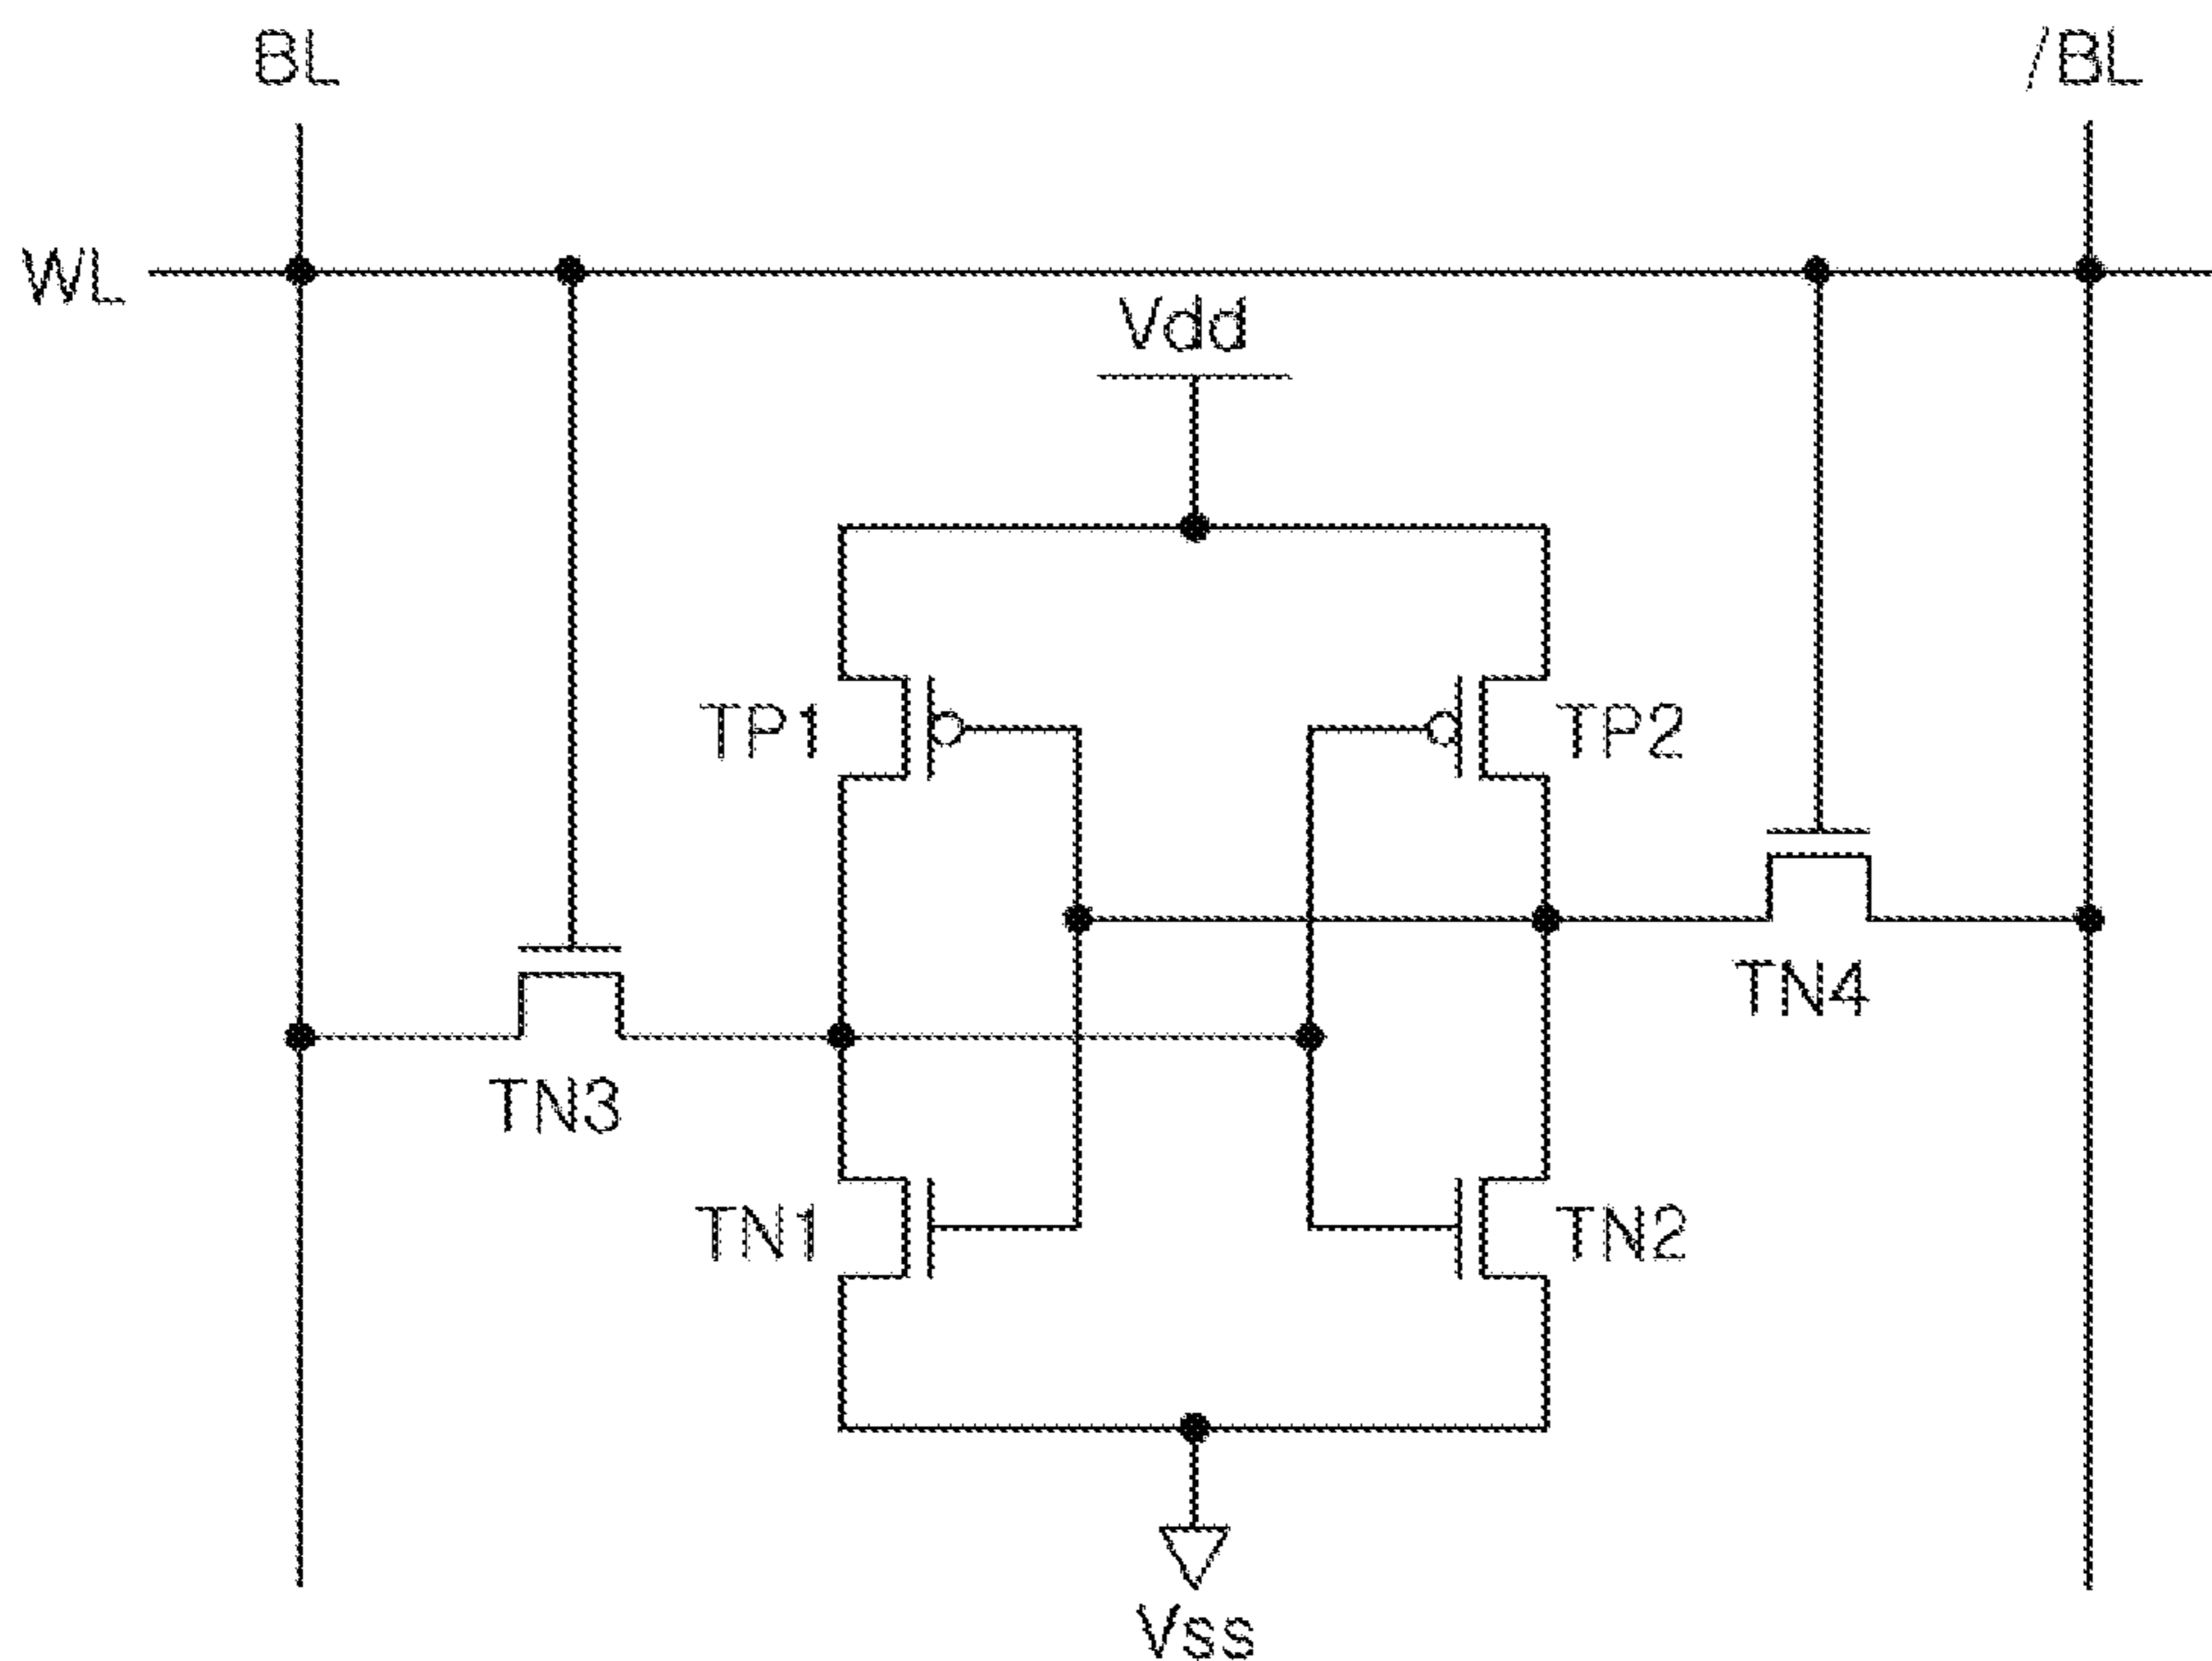 BL
/BL
WL
Vdd
TP1
TP2
TN4
TN3
TN1
TN2
Vss